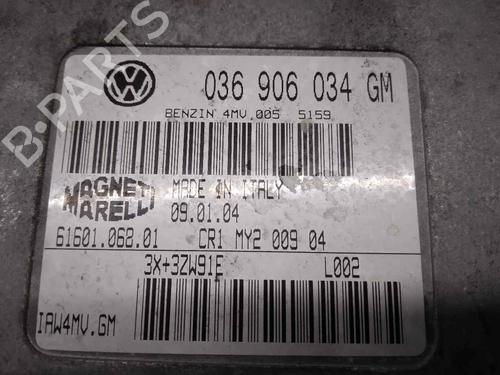 036 906 034 GM
BENZIN 4MV.005 5159
MAGNETI MARELLI
MADE IN ITALY
09.01.04
61601.068.01 CR1 MY2 009 04
3X+3ZW91E L002
IAW4MV.GM
B-PARTS